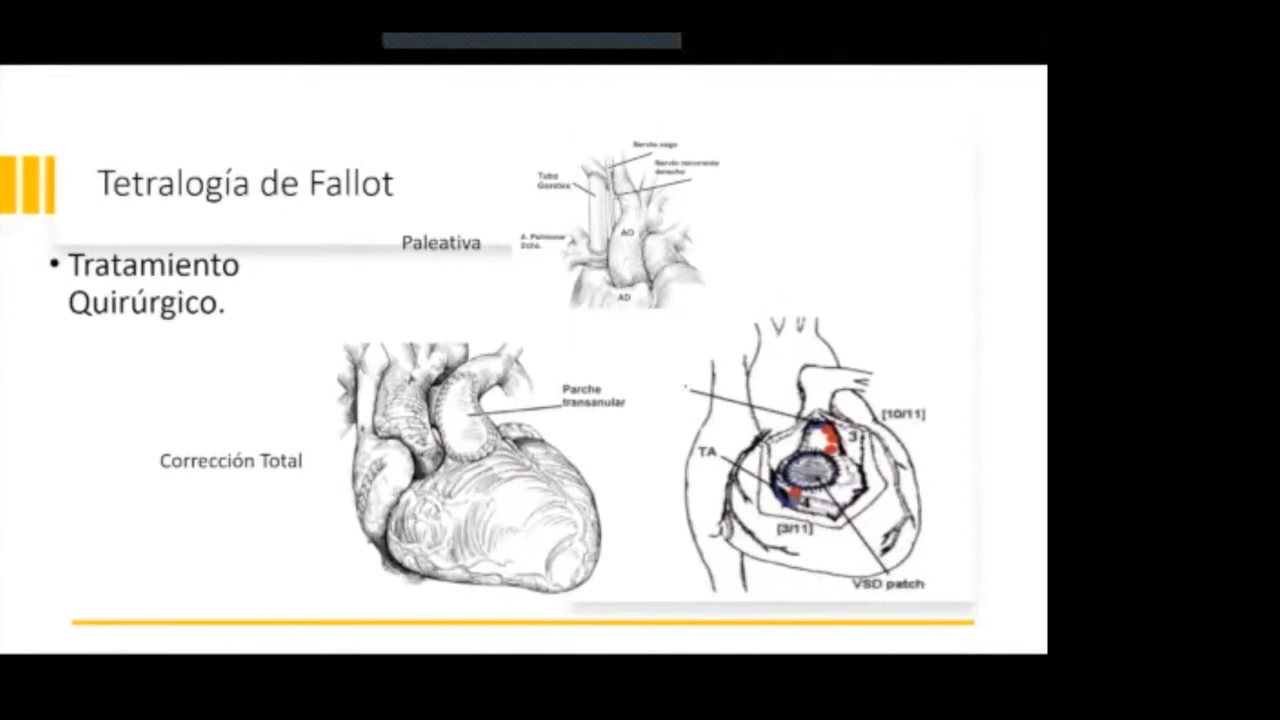 Tetralogía de Fallot
Paleativa
• Tratamiento
Quirúrgico.
Nervio vago
Nervio recurrente
derecho
Tubo
Goretex
A. Pulmonar
Dcha.
AO
AD
Parche
transanular
Corrección Total
[10/11]
3
TA
[3/11]
VSD patch